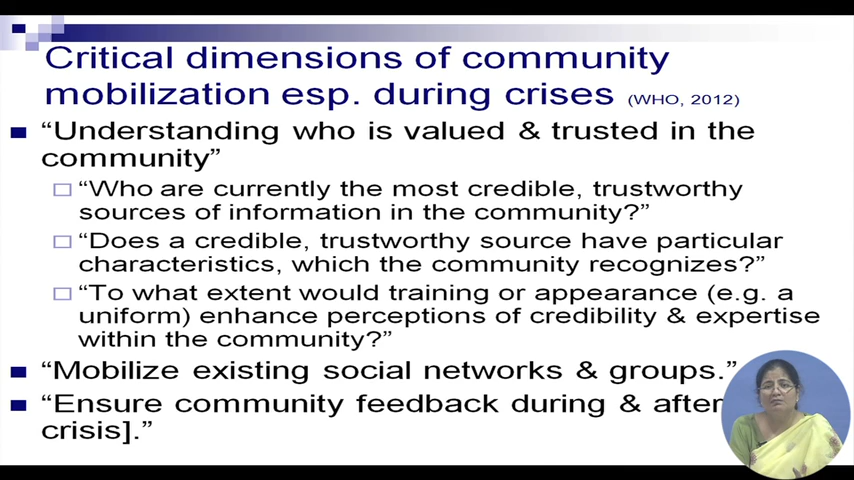 Critical dimensions of community
mobilization esp. during crises (WHO, 2012)
“Understanding who is valued & trusted in the
community”
“Who are currently the most credible, trustworthy
sources of information in the community?”
“Does a credible, trustworthy source have particular
characteristics, which the community recognizes?”
“To what extent would training or appearance (e.g. a
uniform) enhance perceptions of credibility & expertise
within the community?”
“Mobilize existing social networks & groups.”
“Ensure community feedback during & after
crisis].”